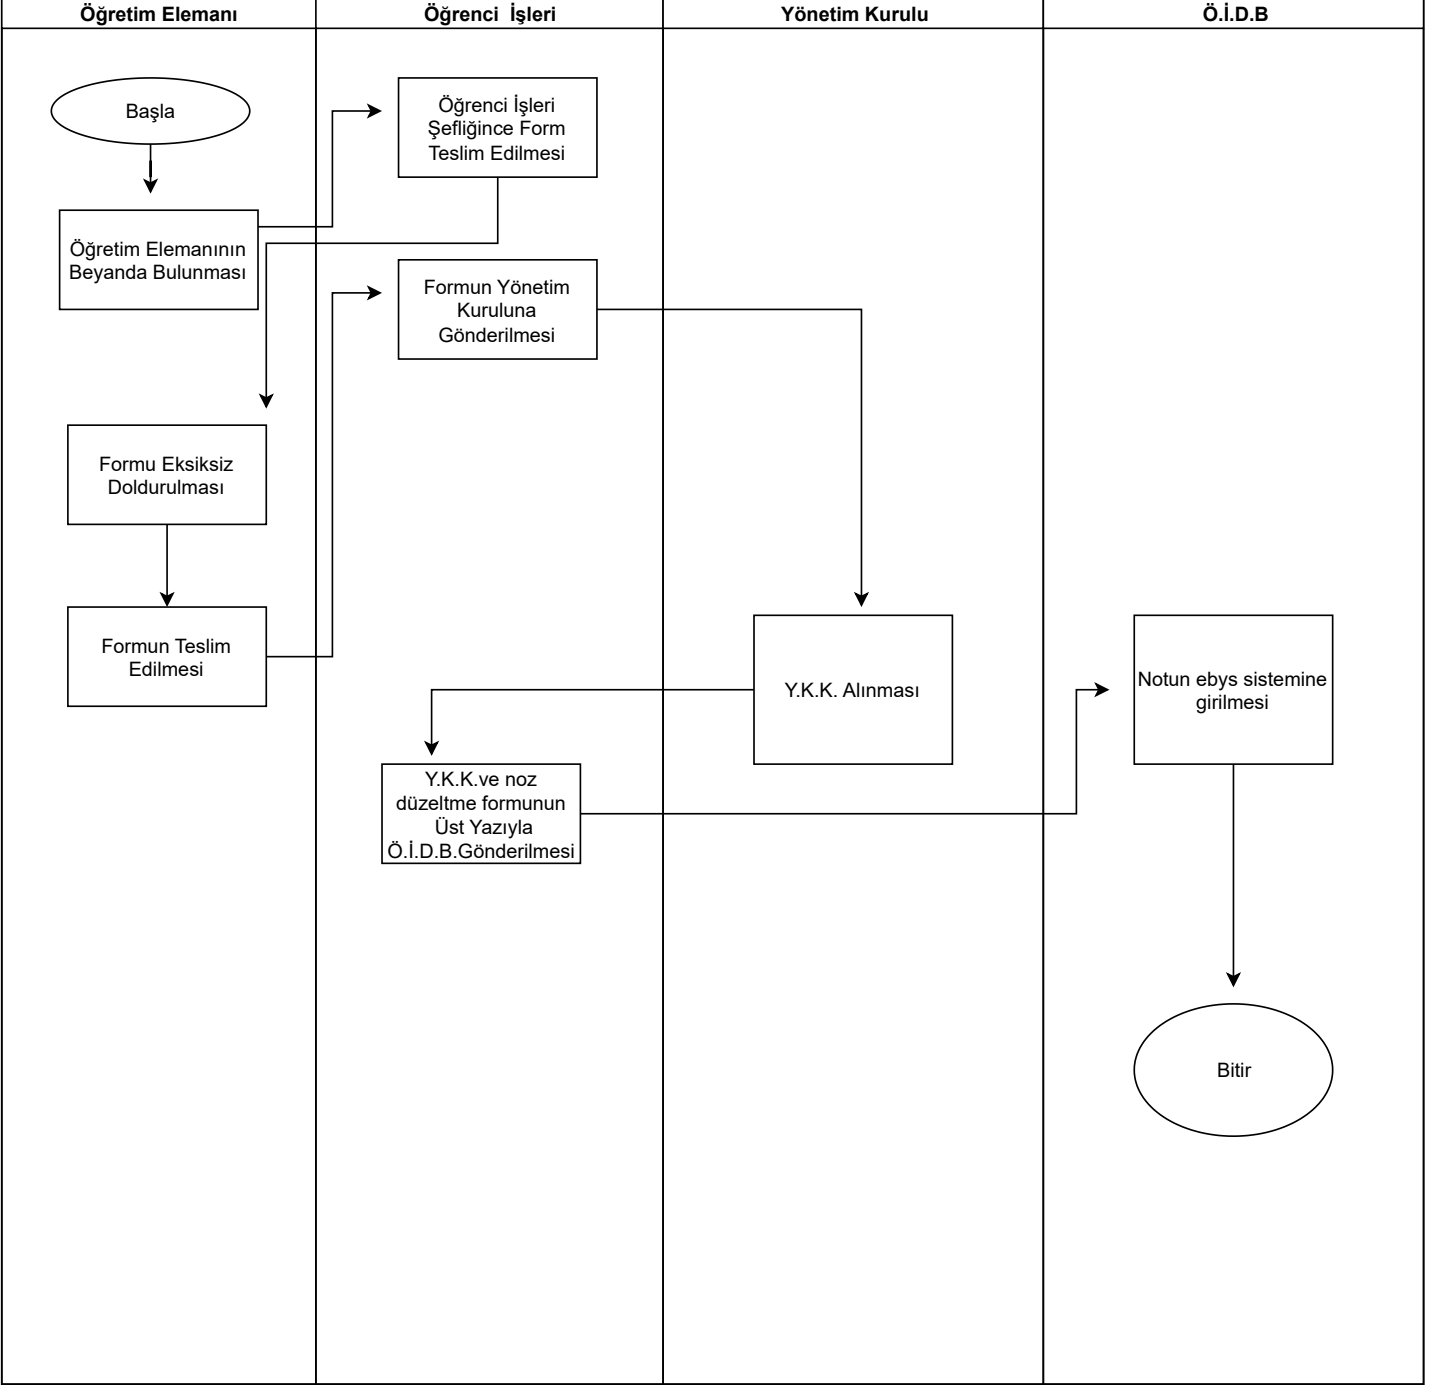 Öğretim Elemanı
Öğrenci İşleri
Yönetim Kurulu
Ö.İ.D.B
Başla
Öğrenci İşleri
Şefliğince Form
Teslim Edilmesi
Öğretim Elemanının
Beyanda Bulunması
Formun Yönetim
Kuruluna
Gönderilmesi
Formu Eksiksiz
Doldurulması
Formun Teslim
Edilmesi
Y.K.K. Alınması
Notun ebys sistemine
girilmesi
Y.K.K.ve noz
düzeltme formunun
Üst Yazıyla
Ö.İ.D.B.Gönderilmesi
Bitir